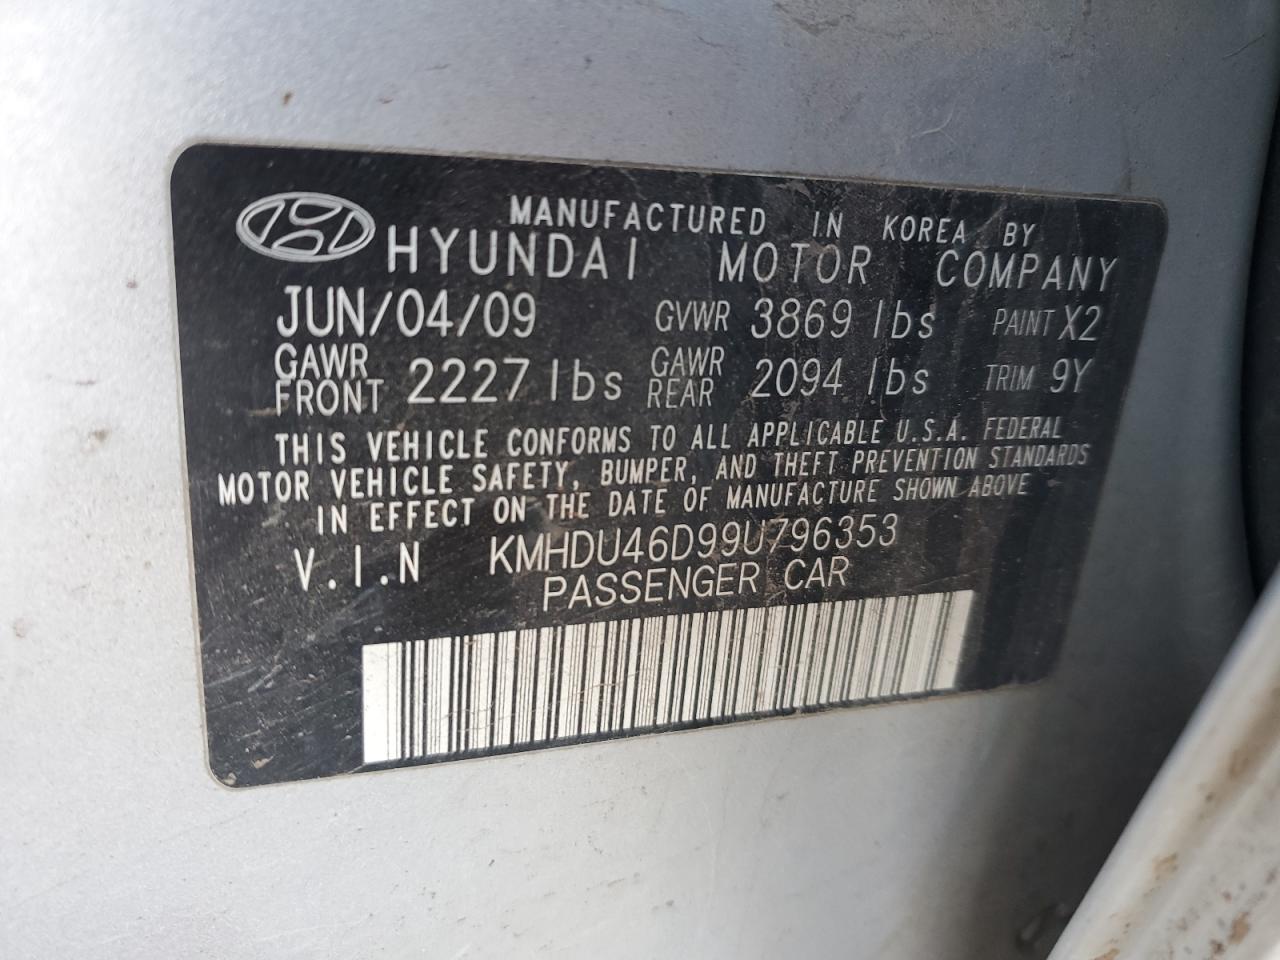 MANUFACTURED IN KOREA BY
HYUNDAI MOTOR COMPANY
JUN/04/09 GVWR 3869 lbs PAINT X2
GAWR FRONT 2227 lbs GAWR REAR 2094 lbs TRIM 9Y
THIS VEHICLE CONFORMS TO ALL APPLICABLE U.S.A. FEDERAL
MOTOR VEHICLE SAFETY, BUMPER, AND THEFT PREVENTION STANDARDS
IN EFFECT ON THE DATE OF MANUFACTURE SHOWN ABOVE
V.I.N KMHDU46D99U796353
PASSENGER CAR